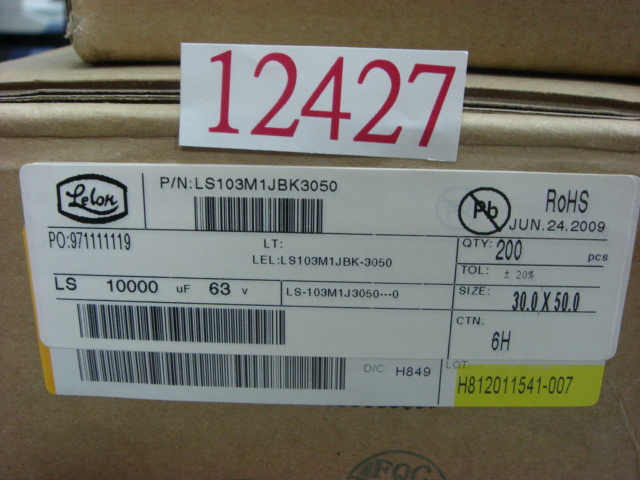 12427
Lelon
P/N:LS103M1JBK3050
Pb
RoHS
JUN.24.2009
PO:971111119
LT:
LEL:LS103M1JBK-3050
QTY: 200 pcs
TOL: ± 20%
LS 10000 uF 63 v
LS-103M1J3050---0
SIZE: 30.0 X 50.0
CTN:
6H
D/C H849
LOT
H812011541-007
FQC